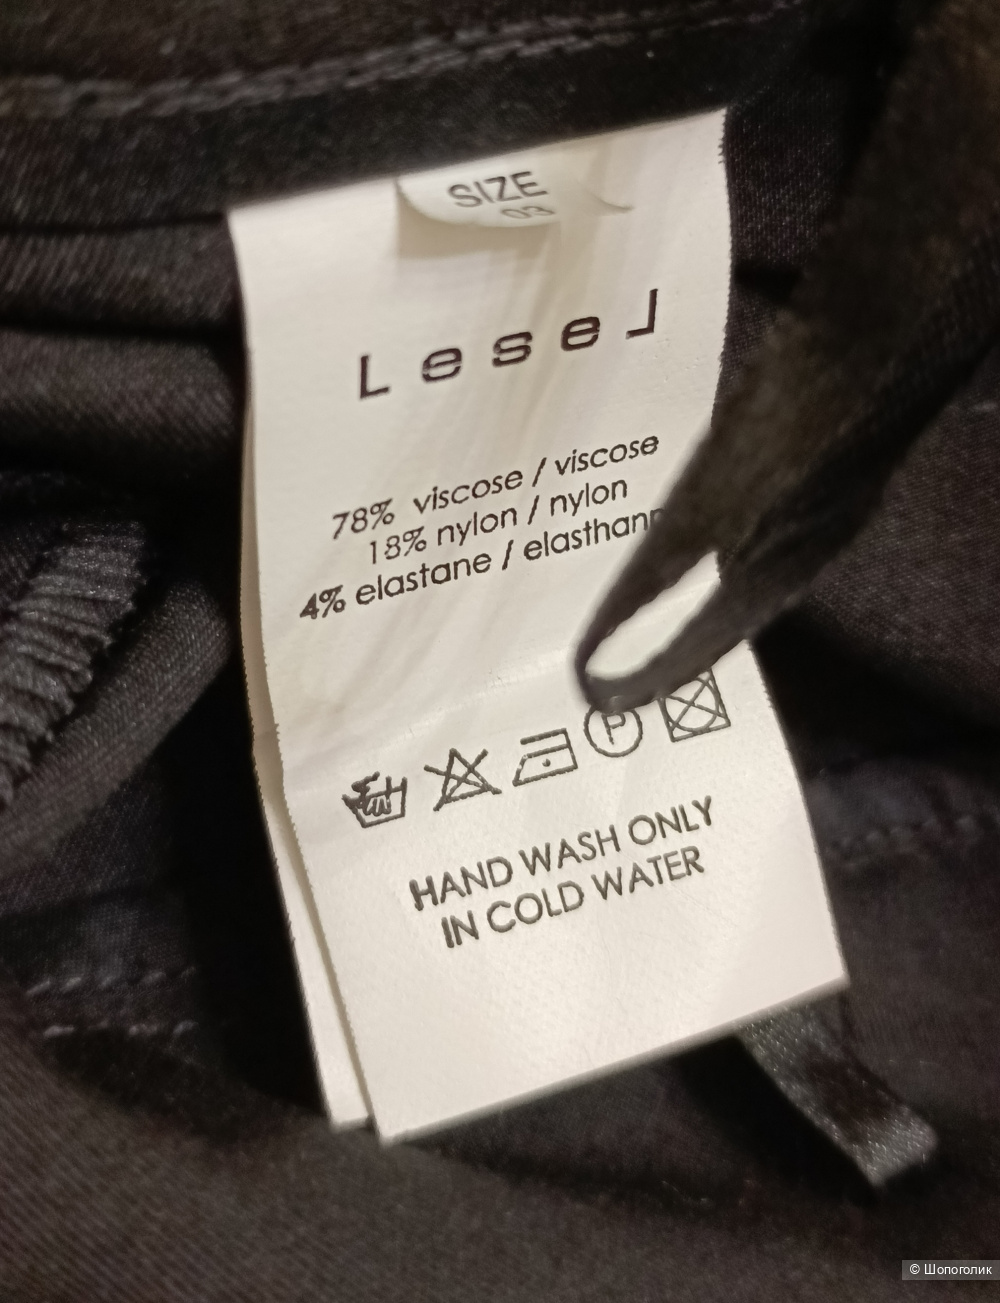 SIZE
03
Lesel
78% viscose / viscose
18% nylon / nylon
4% elastane / elasthann
P
HAND WASH ONLY
IN COLD WATER
© Шопоголик